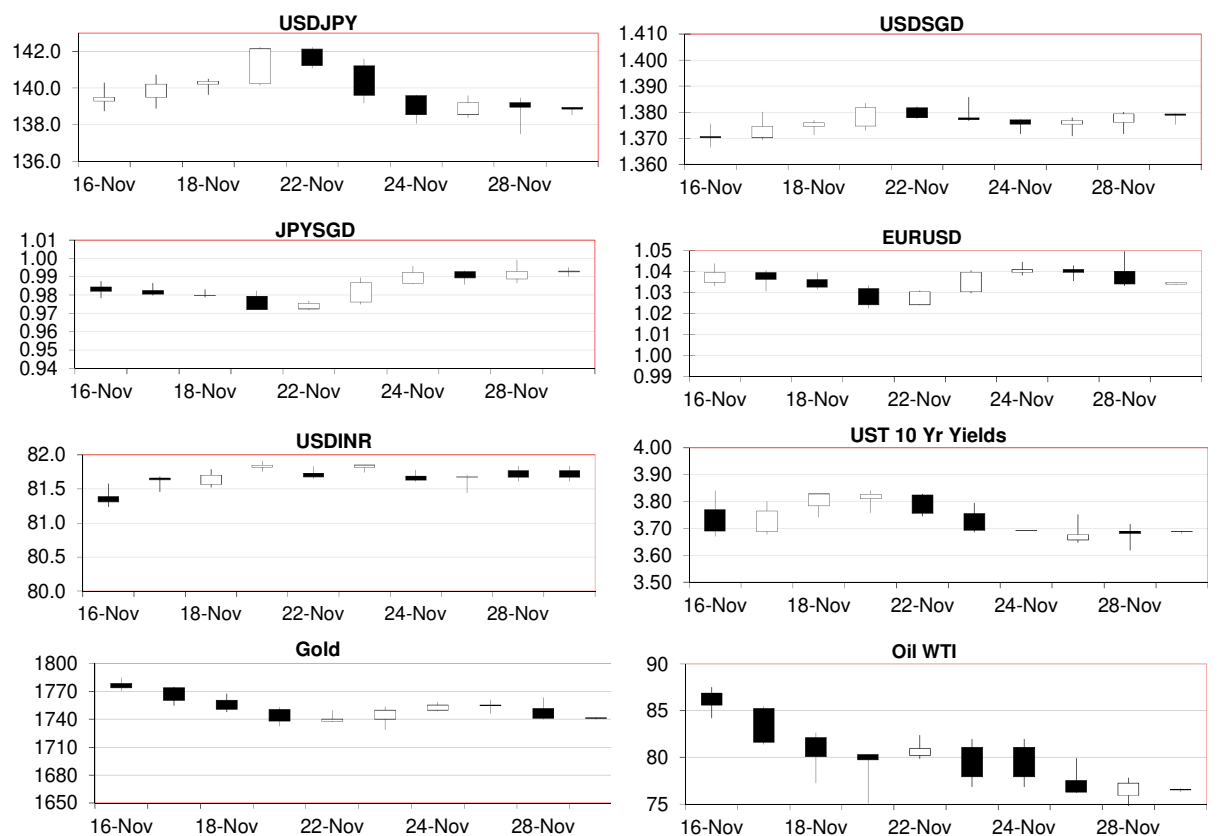 USDJPY
142.0
140.0
138.0
136.0
16-Nov 18-Nov 22-Nov 24-Nov 28-Nov
USDSGD
1.410
1.400
1.390
1.380
1.370
1.360
16-Nov 18-Nov 22-Nov 24-Nov 28-Nov
JPYSGD
1.01
1.00
0.99
0.98
0.97
0.96
0.95
0.94
16-Nov 18-Nov 22-Nov 24-Nov 28-Nov
EURUSD
1.05
1.04
1.03
1.02
1.01
1.00
0.99
16-Nov 18-Nov 22-Nov 24-Nov 28-Nov
USDINR
82.0
81.5
81.0
80.5
80.0
16-Nov 18-Nov 22-Nov 24-Nov 28-Nov
UST 10 Yr Yields
4.00
3.90
3.80
3.70
3.60
3.50
16-Nov 18-Nov 22-Nov 24-Nov 28-Nov
Gold
1800
1770
1740
1710
1680
1650
16-Nov 18-Nov 22-Nov 24-Nov 28-Nov
Oil WTI
90
85
80
75
16-Nov 18-Nov 22-Nov 24-Nov 28-Nov